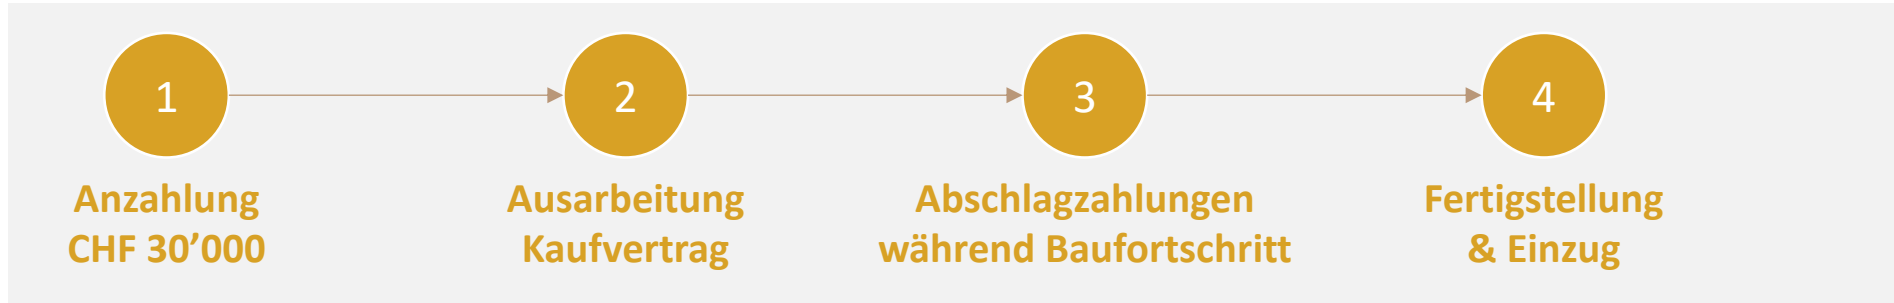 1
2
3
4
Anzahlung
CHF 30’000
Ausarbeitung
Kaufvertrag
Abschlagzahlungen
während Baufortschritt
Fertigstellung
& Einzug